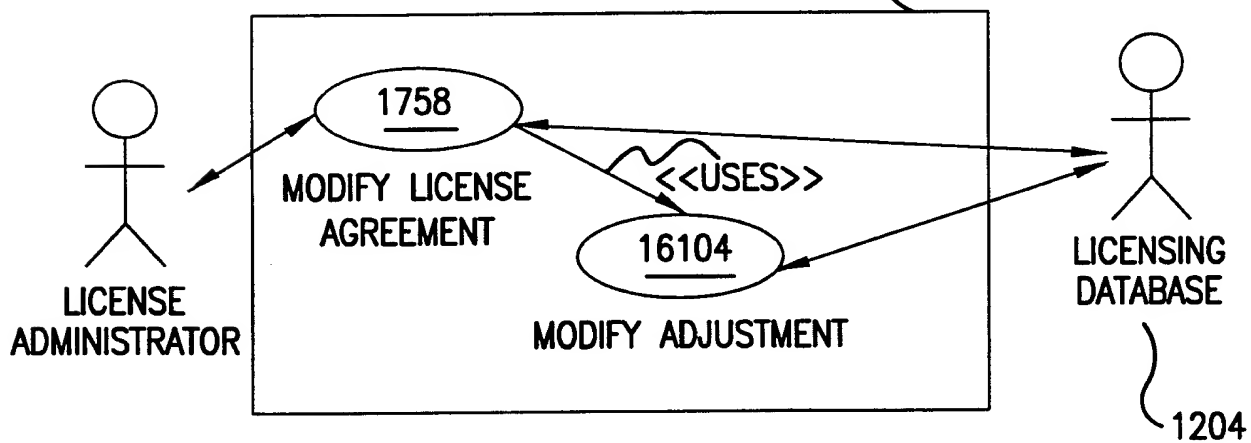 1758
MODIFY LICENSE
AGREEMENT
<<USES>>
16104
MODIFY ADJUSTMENT
LICENSE
ADMINISTRATOR
LICENSING
DATABASE
1204